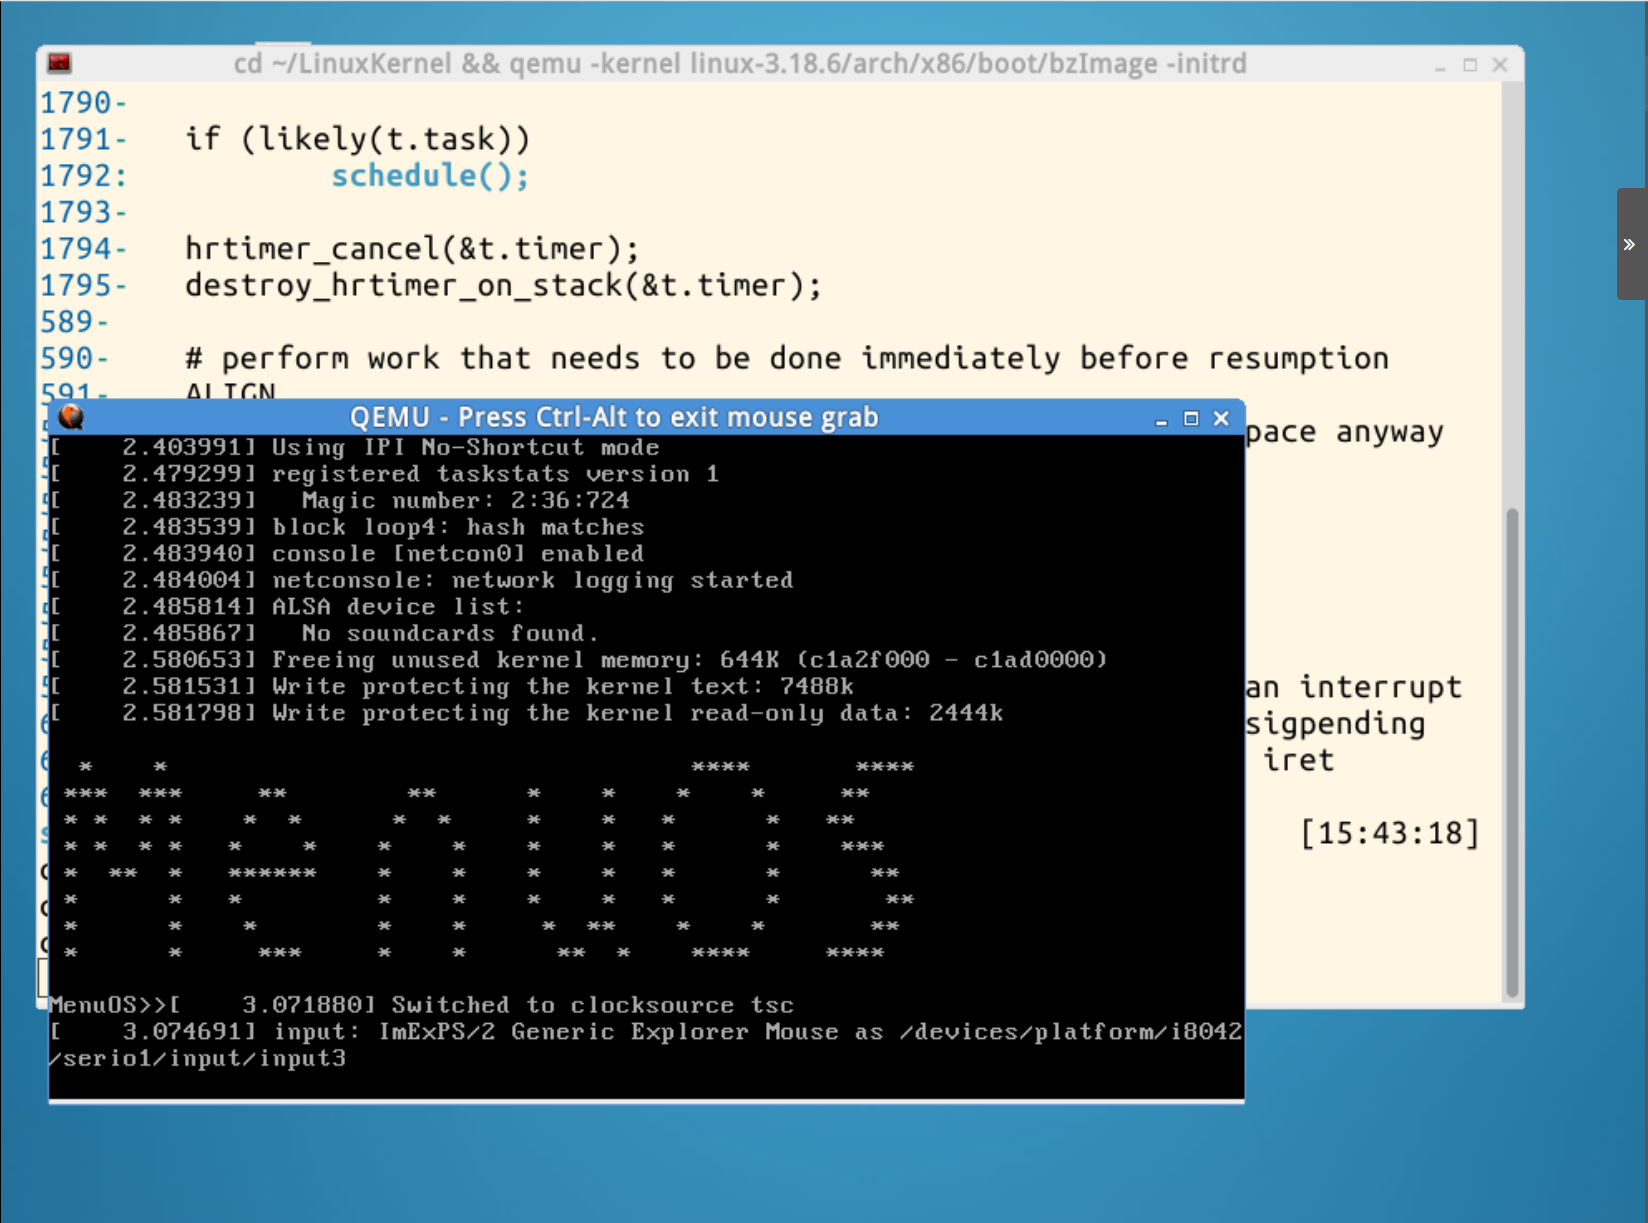 cd ~/LinuxKernel && qemu -kernel linux-3.18.6/arch/x86/boot/bzImage -initrd
1790-
1791- if (likely(t.task))
1792: schedule();
1793-
1794- hrtimer_cancel(&t.timer);
1795- destroy_hrtimer_on_stack(&t.timer);
589-
590- # perform work that needs to be done immediately before resumption
591- ALIGN
pace anyway
an interrupt
sigpending
iret
[15:43:18]
QEMU - Press Ctrl-Alt to exit mouse grab
[ 2.403991] Using IPI No-Shortcut mode
[ 2.479299] registered taskstats version 1
[ 2.483239] Magic number: 2:36:724
[ 2.483539] block loop4: hash matches
[ 2.483940] console [netcon0] enabled
[ 2.484004] netconsole: network logging started
[ 2.485814] ALSA device list:
[ 2.485867] No soundcards found.
[ 2.580653] Freeing unused kernel memory: 644K (c1a2f000 - c1ad0000)
[ 2.581531] Write protecting the kernel text: 7488k
[ 2.581798] Write protecting the kernel read-only data: 2444k
MenuOS>>[ 3.071880] Switched to clocksource tsc
[ 3.074691] input: ImExPS/2 Generic Explorer Mouse as /devices/platform/i8042
/serio1/input/input3